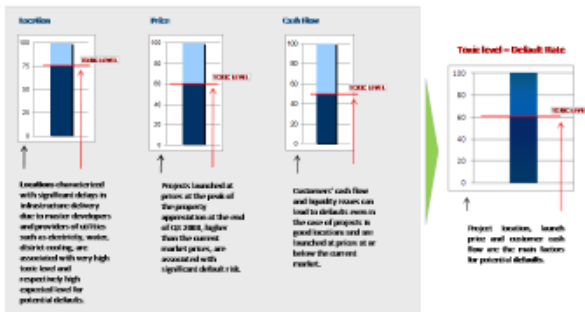 Location
100
75
50
25
0
TOXIC LEVEL
Locations characterized
with significant delays in
infrastructure delivery
due to master developers
and providers of utilities
such as electricity, water,
district cooling, are
associated with very high
toxic level and
respectively high
expected level for
potential defaults.
Price
100
80
60
40
20
0
TOXIC LEVEL
Projects launched at
prices at the peak of
the property
appreciation at the end
of Q3 2008, higher
than the current
market prices, are
associated with
significant default risk.
Cash flow
100
80
60
40
20
0
TOXIC LEVEL
Customers' cash flow
and liquidity issues can
lead to defaults even in
the case of projects in
good locations and are
launched at prices at or
below the current
market.
Toxic level = Default Rate
100
80
60
40
20
0
TOXIC LEVEL
Project location, launch
price and customer cash
flow are the main factors
for potential defaults.